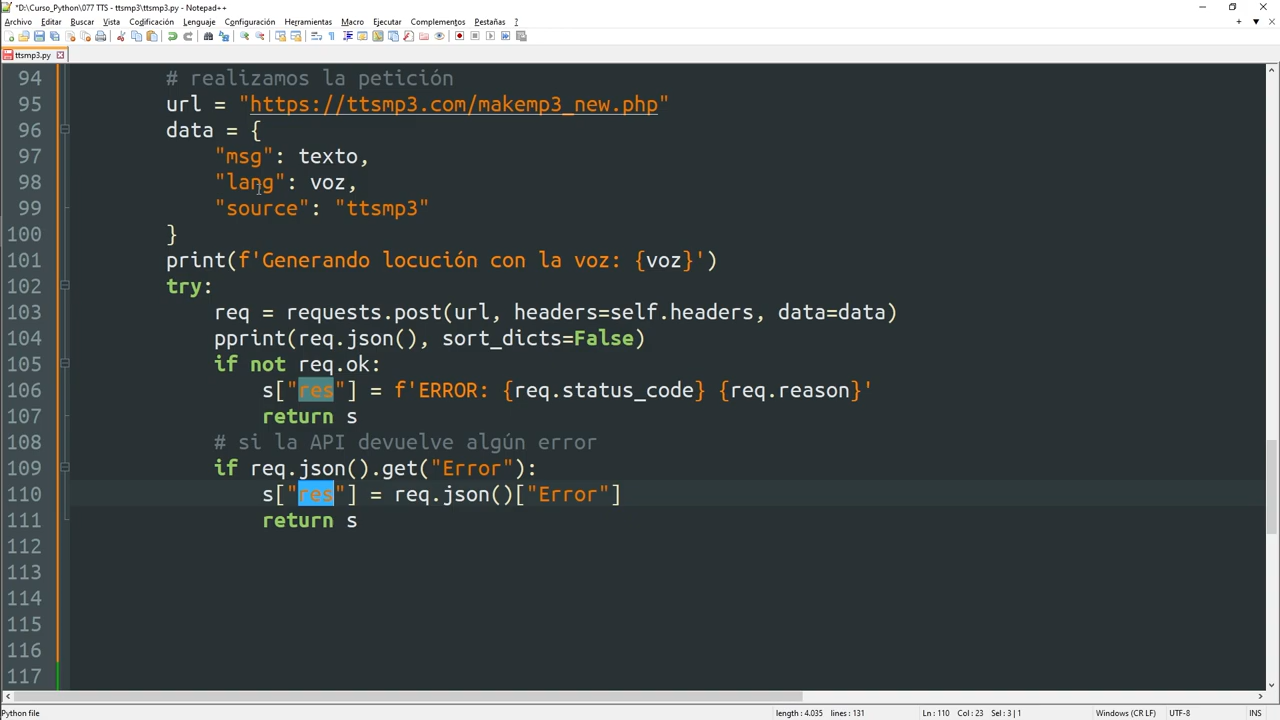 *D:\Curso_Python\077 TTS - ttsmp3\ttsmp3.py - Notepad++
Archivo Editar Buscar Vista Codificación Lenguaje Configuración Herramientas Macro Ejecutar Complementos Pestañas ?
ttsmp3.py
94 # realizamos la petición
95 url = "https://ttsmp3.com/makemp3_new.php"
96 data = {
97 "msg": texto,
98 "lang": voz,
99 "source": "ttsmp3"
100 }
101 print(f'Generando locución con la voz: {voz}')
102 try:
103 req = requests.post(url, headers=self.headers, data=data)
104 pprint(req.json(), sort_dicts=False)
105 if not req.ok:
106 s["res"] = f'ERROR: {req.status_code} {req.reason}'
107 return s
108 # si la API devuelve algún error
109 if req.json().get("Error"):
110 s["res"] = req.json()["Error"]
111 return s
112
113
114
115
116
117
Python file length : 4.035 lines : 131 Ln : 110 Col : 23 Sel : 3 | 1 Windows (CR LF) UTF-8 INS